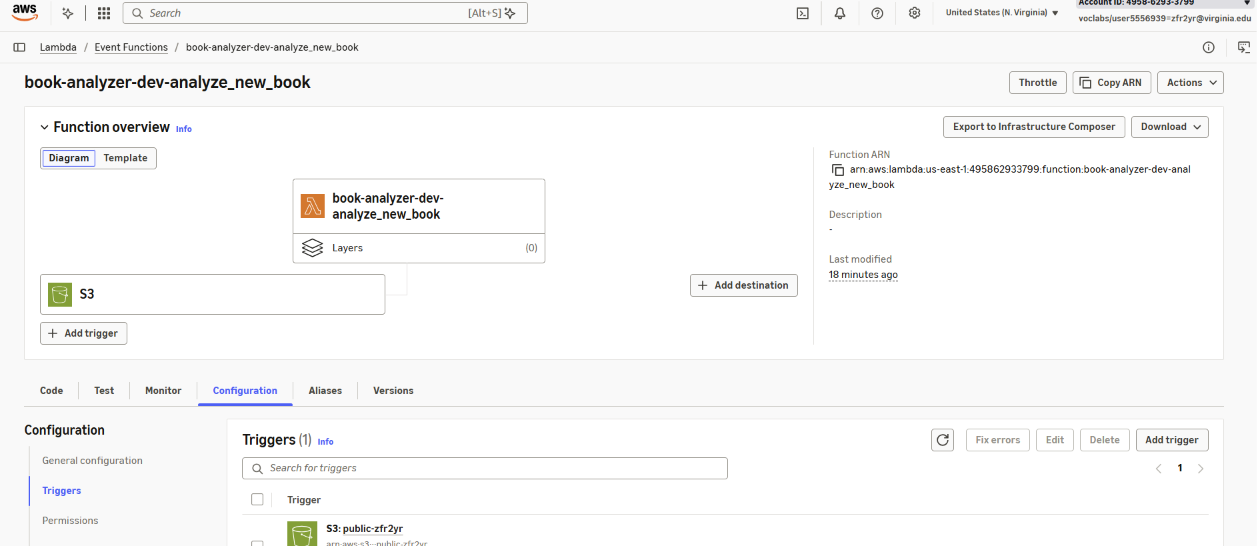 aws
Search
[Alt+S]
United States (N. Virginia)
Account ID: 4958-6293-3799
voclabs/user5556939=zfr2yr@virginia.edu
Lambda / Event Functions / book-analyzer-dev-analyze_new_book
book-analyzer-dev-analyze_new_book
Throttle
Copy ARN
Actions
Function overview Info
Export to Infrastructure Composer
Download
Diagram
Template
book-analyzer-dev-
analyze_new_book
Layers
(0)
S3
Add trigger
Add destination
Function ARN
arn:aws:lambda:us-east-1:495862933799:function:book-analyzer-dev-anal
yze_new_book
Description
-
Last modified
18 minutes ago
Code
Test
Monitor
Configuration
Aliases
Versions
Configuration
General configuration
Triggers
Permissions
Triggers (1) Info
Fix errors
Edit
Delete
Add trigger
Search for triggers
1
Trigger
S3: public-zfr2yr
arn:aws:s3:::public-zfr2yr